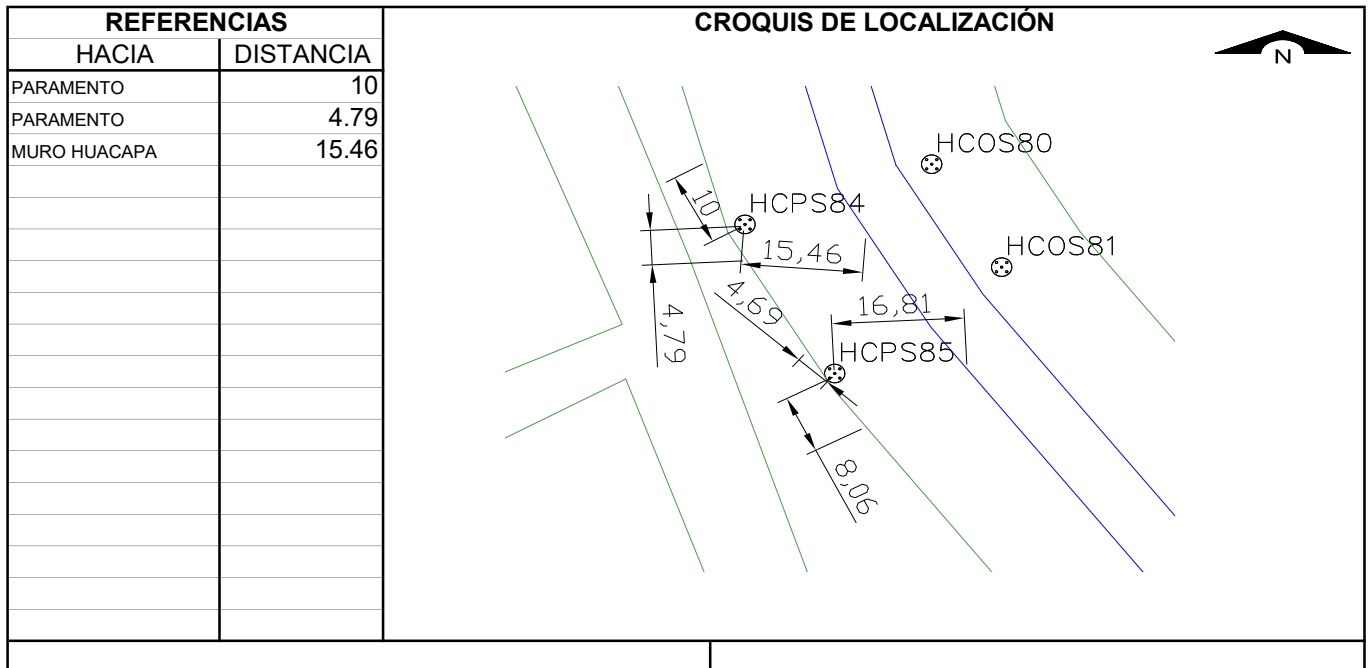 REFERENCIAS
HACIA DISTANCIA
PARAMENTO 10
PARAMENTO 4.79
MURO HUACAPA 15.46
CROQUIS DE LOCALIZACIÓN
N
HCOS80
10
HCPS84
15,46
HCOS81
4,79
4,69
16,81
HCPS85
8,06